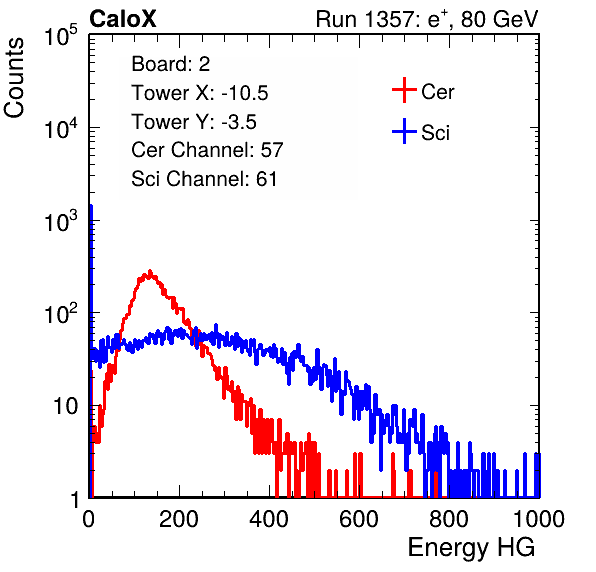 CaloX Run 1357: e⁺, 80 GeV
Board: 2
Tower X: -10.5
Tower Y: -3.5
Cer Channel: 57
Sci Channel: 61
Cer
Sci
Counts
10⁵
10⁴
10³
10²
10
1
0 200 400 600 800 1000
Energy HG